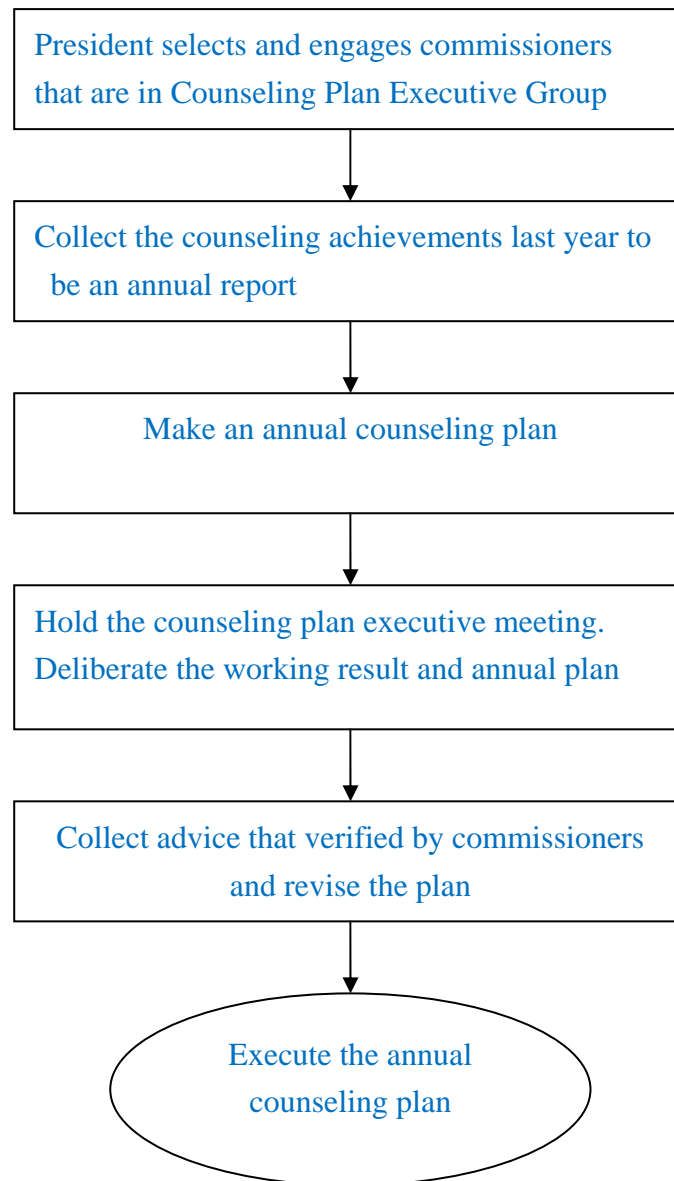 President selects and engages commissioners
that are in Counseling Plan Executive Group
Collect the counseling achievements last year to
be an annual report
Make an annual counseling plan
Hold the counseling plan executive meeting.
Deliberate the working result and annual plan
Collect advice that verified by commissioners
and revise the plan
Execute the annual
counseling plan